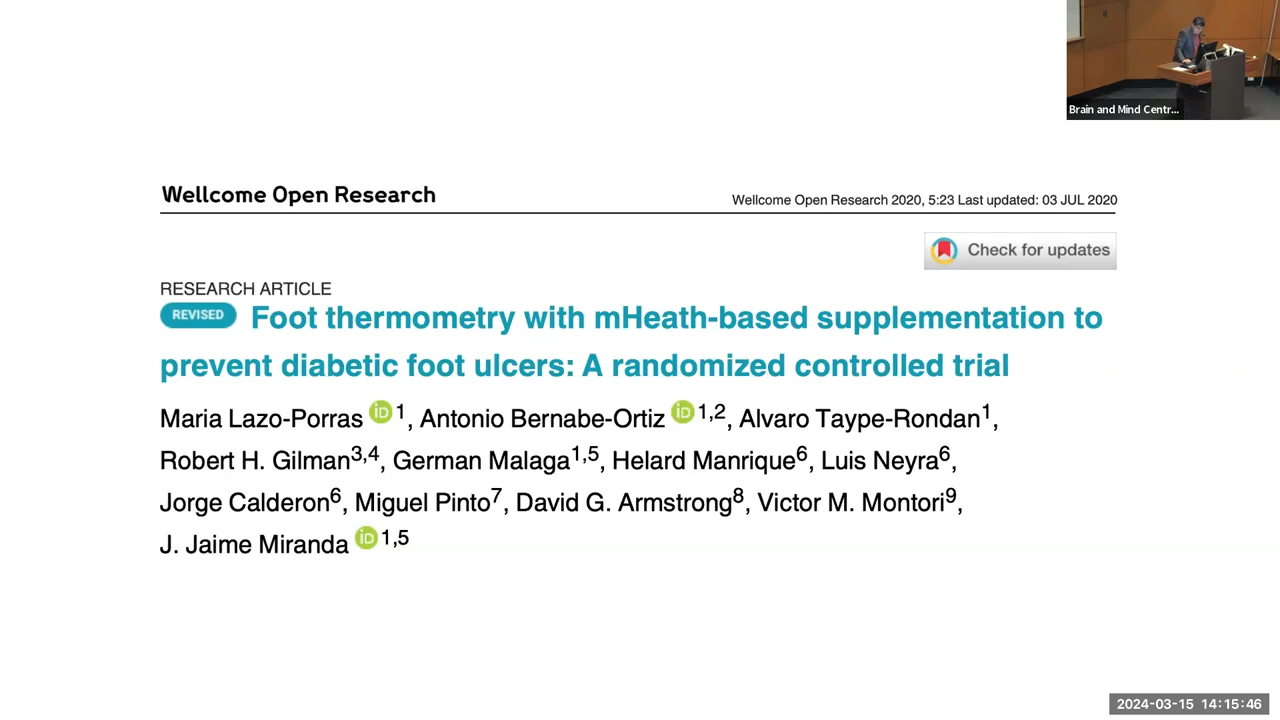 Brain and Mind Centr...
Wellcome Open Research
Wellcome Open Research 2020, 5:23 Last updated: 03 JUL 2020
Check for updates
RESEARCH ARTICLE
REVISED Foot thermometry with mHeath-based supplementation to
prevent diabetic foot ulcers: A randomized controlled trial
Maria Lazo-Porras iD 1, Antonio Bernabe-Ortiz iD 1,2, Alvaro Taype-Rondan1,
Robert H. Gilman3,4, German Malaga1,5, Helard Manrique6, Luis Neyra6,
Jorge Calderon6, Miguel Pinto7, David G. Armstrong8, Victor M. Montori9,
J. Jaime Miranda iD 1,5
2024-03-15 14:15:46